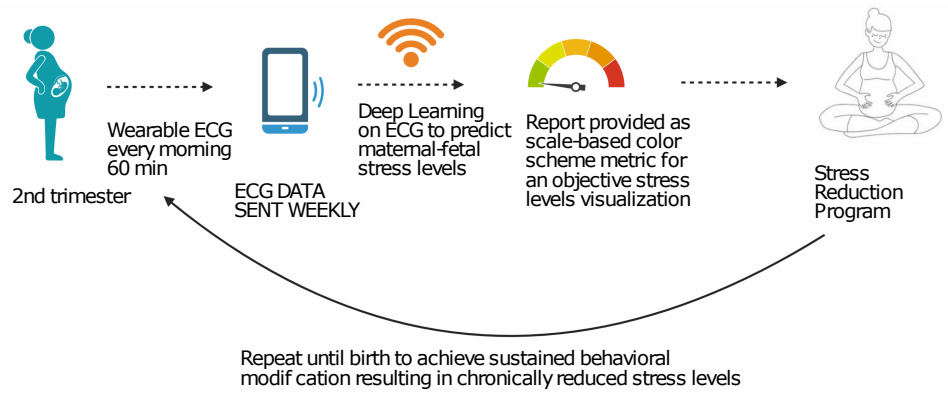 2nd trimester
Wearable ECG
every morning
60 min
ECG DATA
SENT WEEKLY
Deep Learning
on ECG to predict
maternal-fetal
stress levels
Report provided as
scale-based color
scheme metric for
an objective stress
levels visualization
Stress
Reduction
Program
Repeat until birth to achieve sustained behavioral
modif cation resulting in chronically reduced stress levels